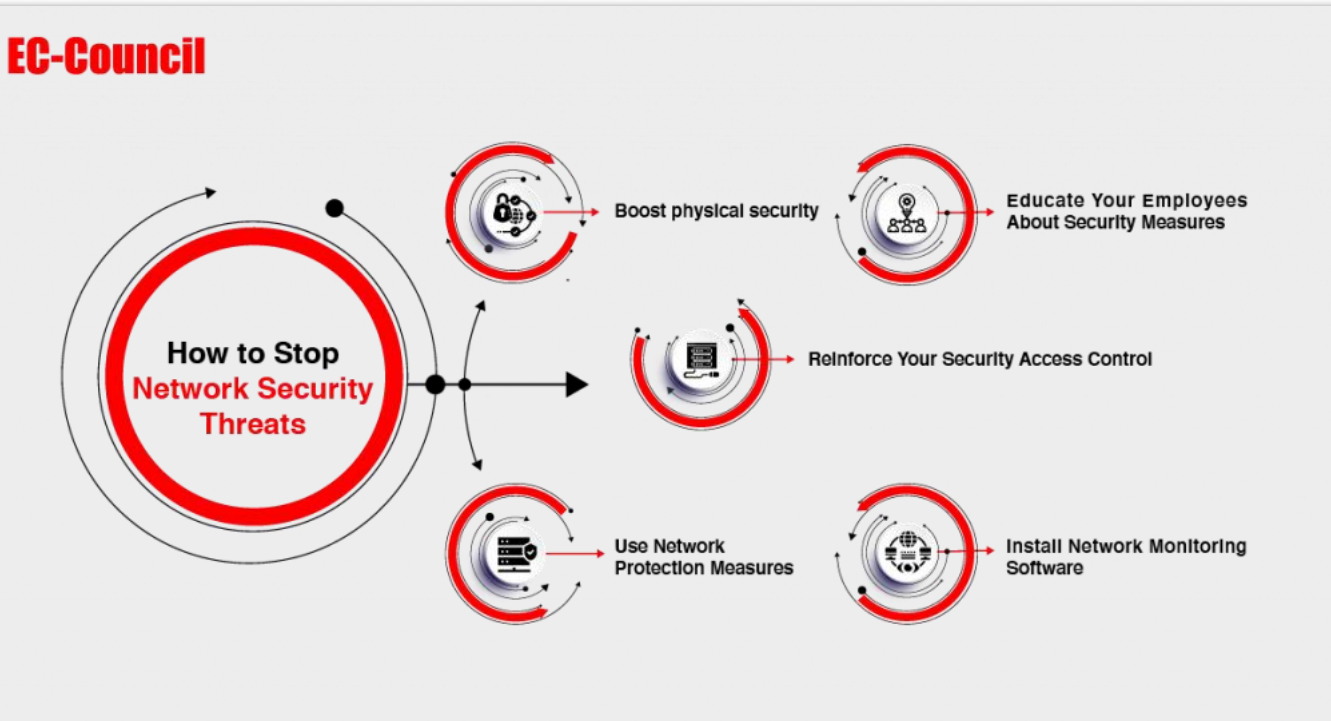 EC-Council
How to Stop
Network Security
Threats
Boost physical security
Educate Your Employees
About Security Measures
Reinforce Your Security Access Control
Use Network
Protection Measures
Install Network Monitoring
Software